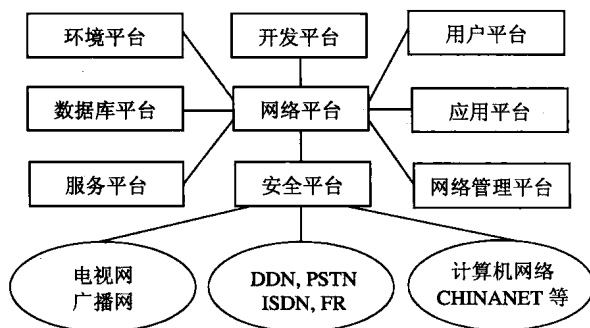 环境平台
开发平台
用户平台
数据库平台
网络平台
应用平台
服务平台
安全平台
网络管理平台
电视网
广播网
DDN, PSTN
ISDN, FR
计算机网络
CHINANET 等